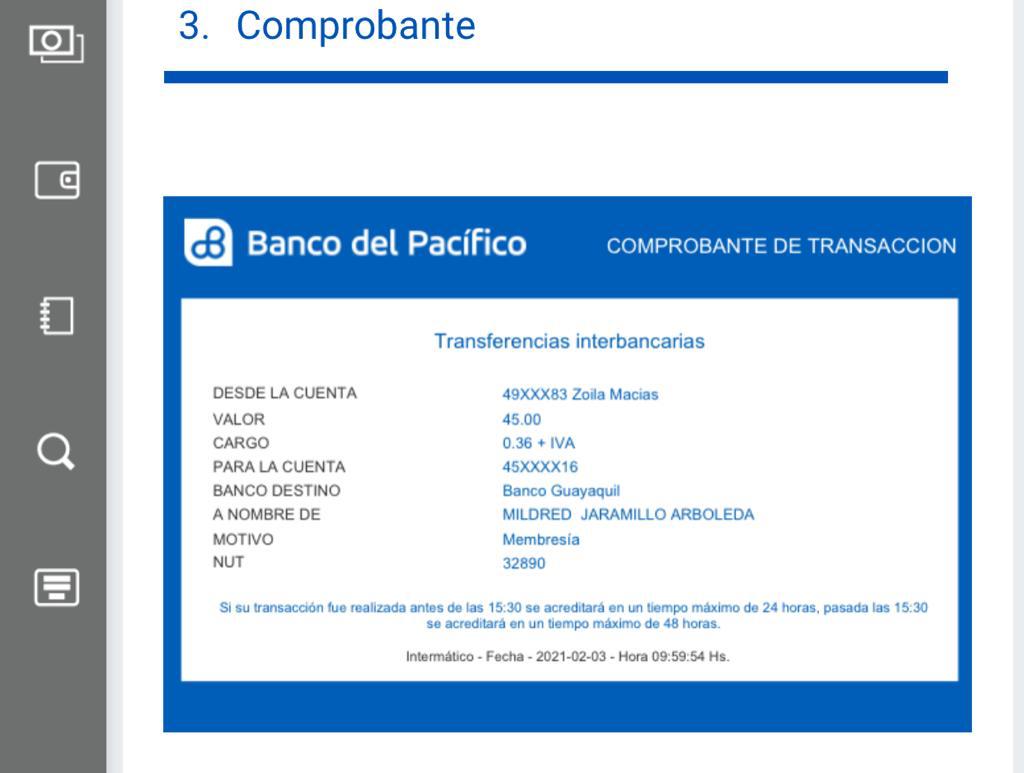 3. Comprobante
Banco del Pacífico
COMPROBANTE DE TRANSACCION
Transferencias interbancarias
DESDE LA CUENTA 49XXX83 Zoila Macias
VALOR 45.00
CARGO 0.36 + IVA
PARA LA CUENTA 45XXXX16
BANCO DESTINO Banco Guayaquil
A NOMBRE DE MILDRED JARAMILLO ARBOLEDA
MOTIVO Membresía
NUT 32890
Si su transacción fue realizada antes de las 15:30 se acreditará en un tiempo máximo de 24 horas, pasada las 15:30
se acreditará en un tiempo máximo de 48 horas.
Intermático - Fecha - 2021-02-03 - Hora 09:59:54 Hs.